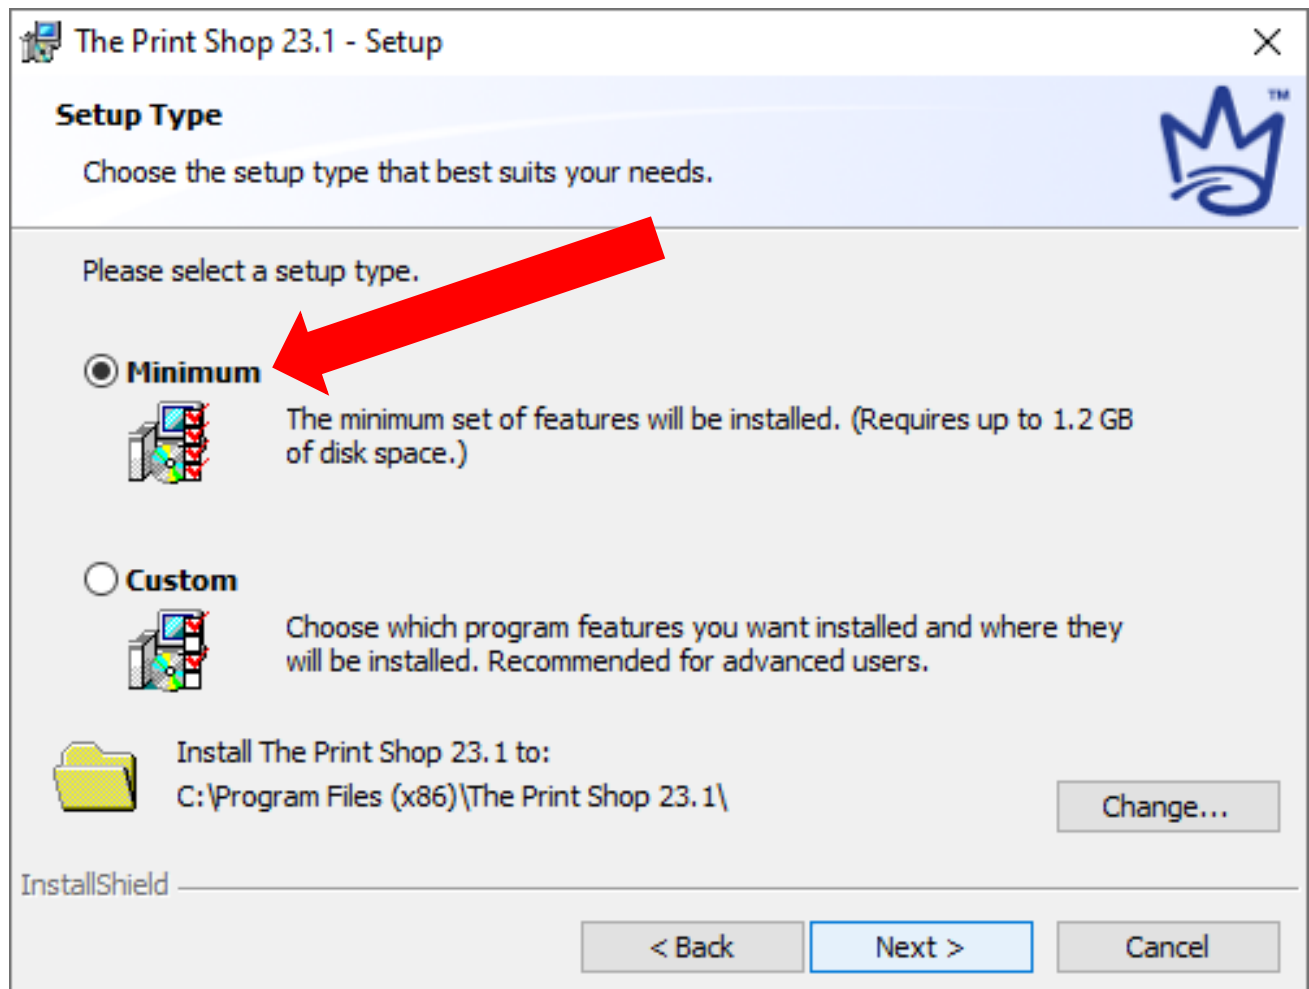 The Print Shop 23.1 - Setup
Setup Type
TM
Choose the setup type that best suits your needs.
Please select a setup type.
Minimum
The minimum set of features will be installed. (Requires up to 1.2 GB
of disk space.)
Custom
Choose which program features you want installed and where they
will be installed. Recommended for advanced users.
Install The Print Shop 23.1 to:
C:\Program Files (x86)\The Print Shop 23.1\
Change...
InstallShield
< Back
Next >
Cancel